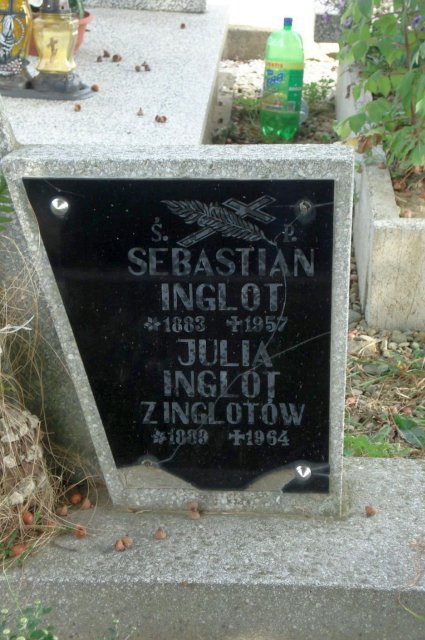 Ś. P.
SEBASTIAN
INGLOT
*1883 †1957
JULIA
INGLOT
Z INGLOTÓW
*1889 †1964